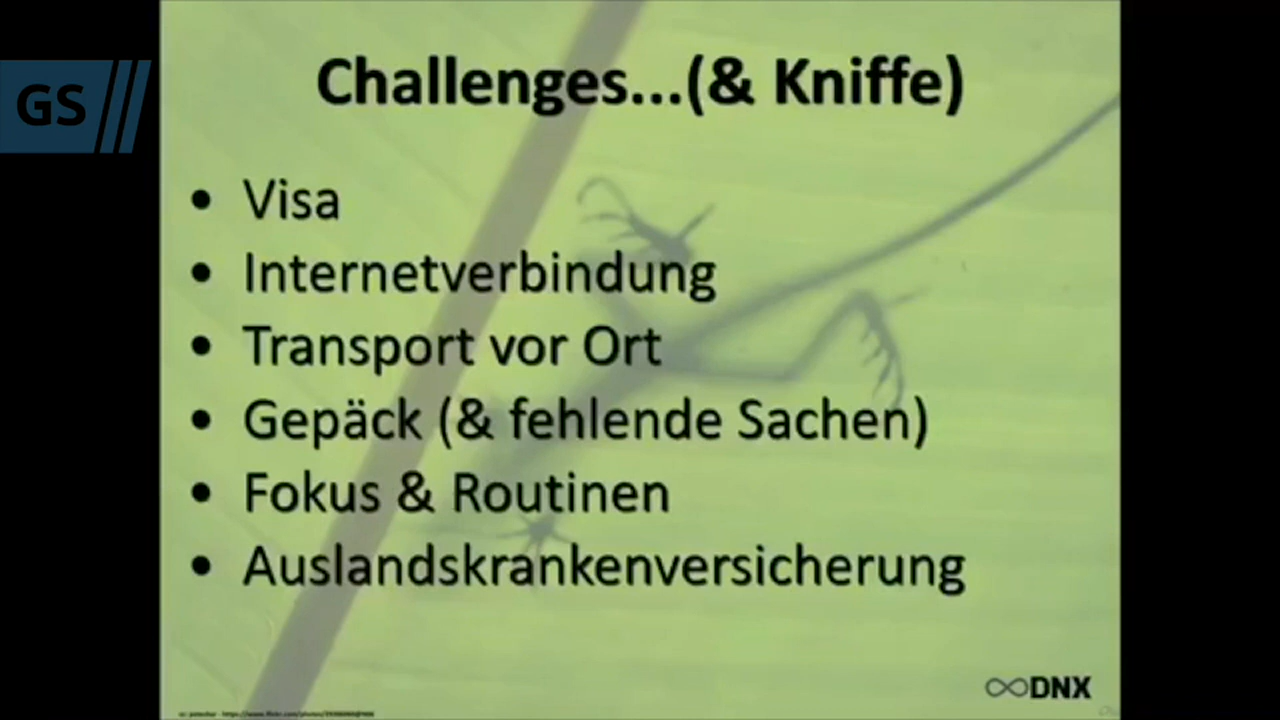 Challenges...(& Kniffe)
GS
• Visa
• Internetverbindung
• Transport vor Ort
• Gepäck (& fehlende Sachen)
• Fokus & Routinen
• Auslandskrankenversicherung
DNX